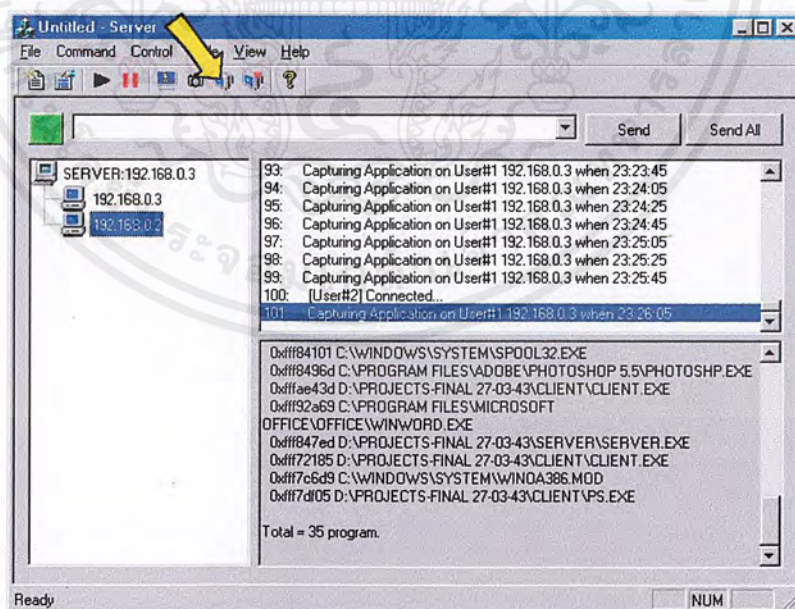 Untitled - Server
File Command Control View Help
Send Send All
SERVER:192.168.0.3
192.168.0.3
192.168.0.2
93: Capturing Application on User#1 192.168.0.3 when 23:23:45
94: Capturing Application on User#1 192.168.0.3 when 23:24:05
95: Capturing Application on User#1 192.168.0.3 when 23:24:25
96: Capturing Application on User#1 192.168.0.3 when 23:24:45
97: Capturing Application on User#1 192.168.0.3 when 23:25:05
98: Capturing Application on User#1 192.168.0.3 when 23:25:25
99: Capturing Application on User#1 192.168.0.3 when 23:25:45
100: [User#2] Connected...
101: Capturing Application on User#1 192.168.0.3 when 23:26:05
0xfff84101 C:\WINDOWS\SYSTEM\SPOOL32.EXE
0xfff8496d C:\PROGRAM FILES\ADOBE\PHOTOSHOP 5.5\PHOTOSHP.EXE
0xfffae43d D:\PROJECTS-FINAL 27-03-43\CLIENT\CLIENT.EXE
0xfff92a69 C:\PROGRAM FILES\MICROSOFT
OFFICE\OFFICE\WINWORD.EXE
0xfff847ed D:\PROJECTS-FINAL 27-03-43\SERVER\SERVER.EXE
0xfff72185 D:\PROJECTS-FINAL 27-03-43\CLIENT\CLIENT.EXE
0xfff7c6d9 C:\WINDOWS\SYSTEM\WINOA386.MOD
0xfff7df05 D:\PROJECTS-FINAL 27-03-43\CLIENT\PS.EXE
Total = 35 program.
Ready NUM